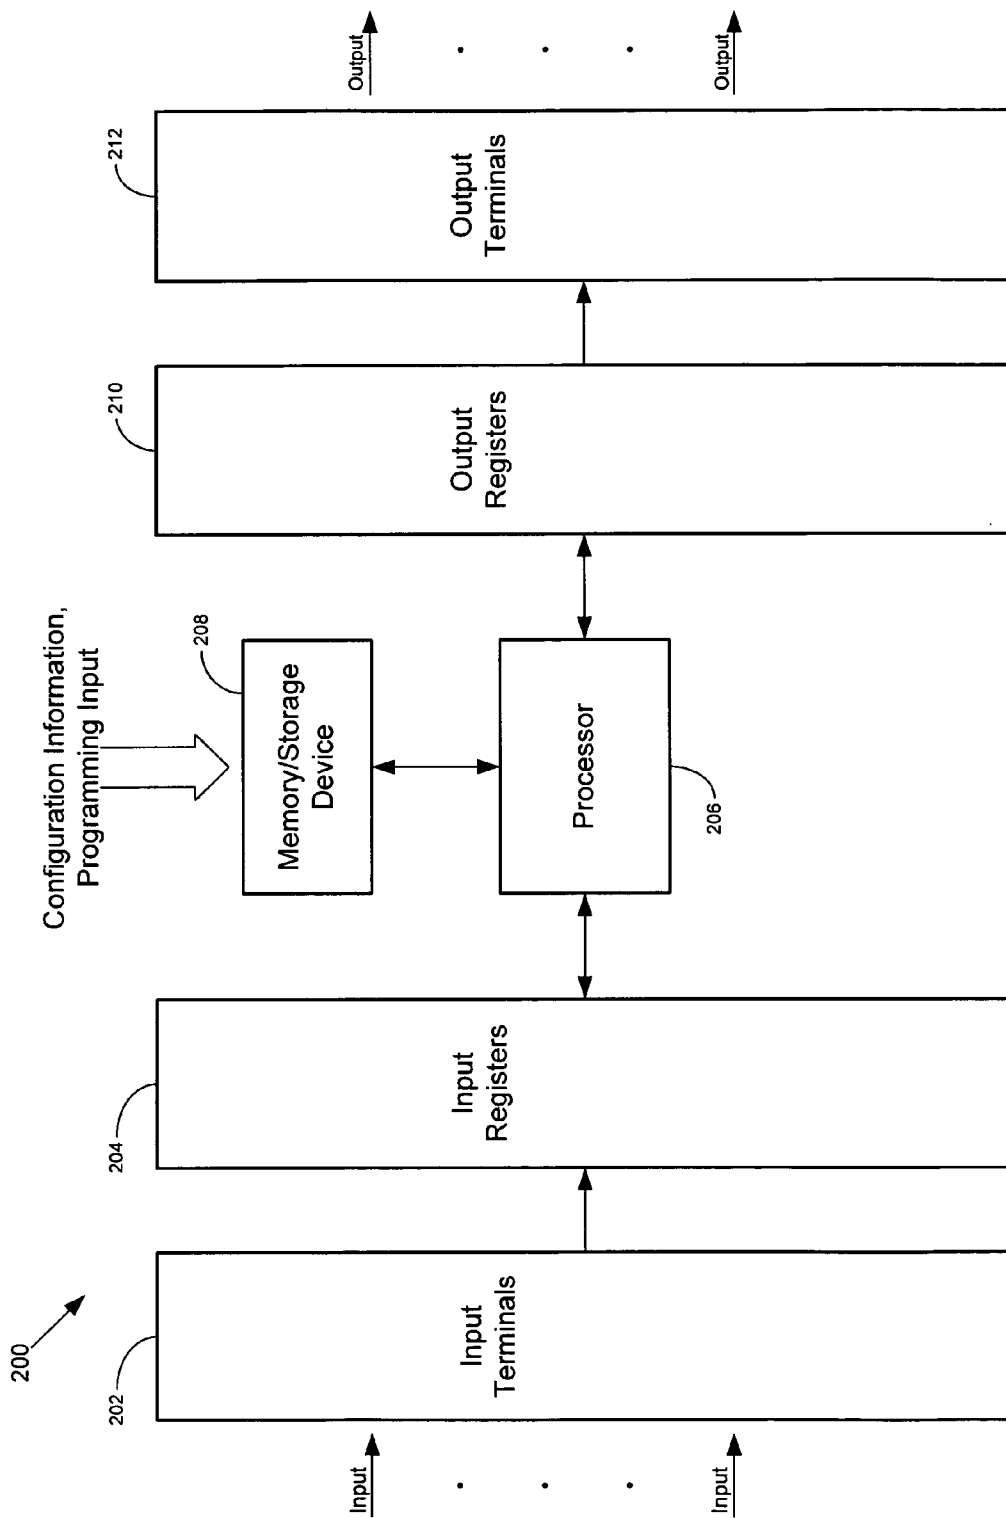 200
Configuration Information,
Programming Input
202
204
208
210
212
Input
Input
Input
Terminals
Input
Registers
Memory/Storage
Device
Processor
206
Output
Registers
Output
Terminals
Output
Output